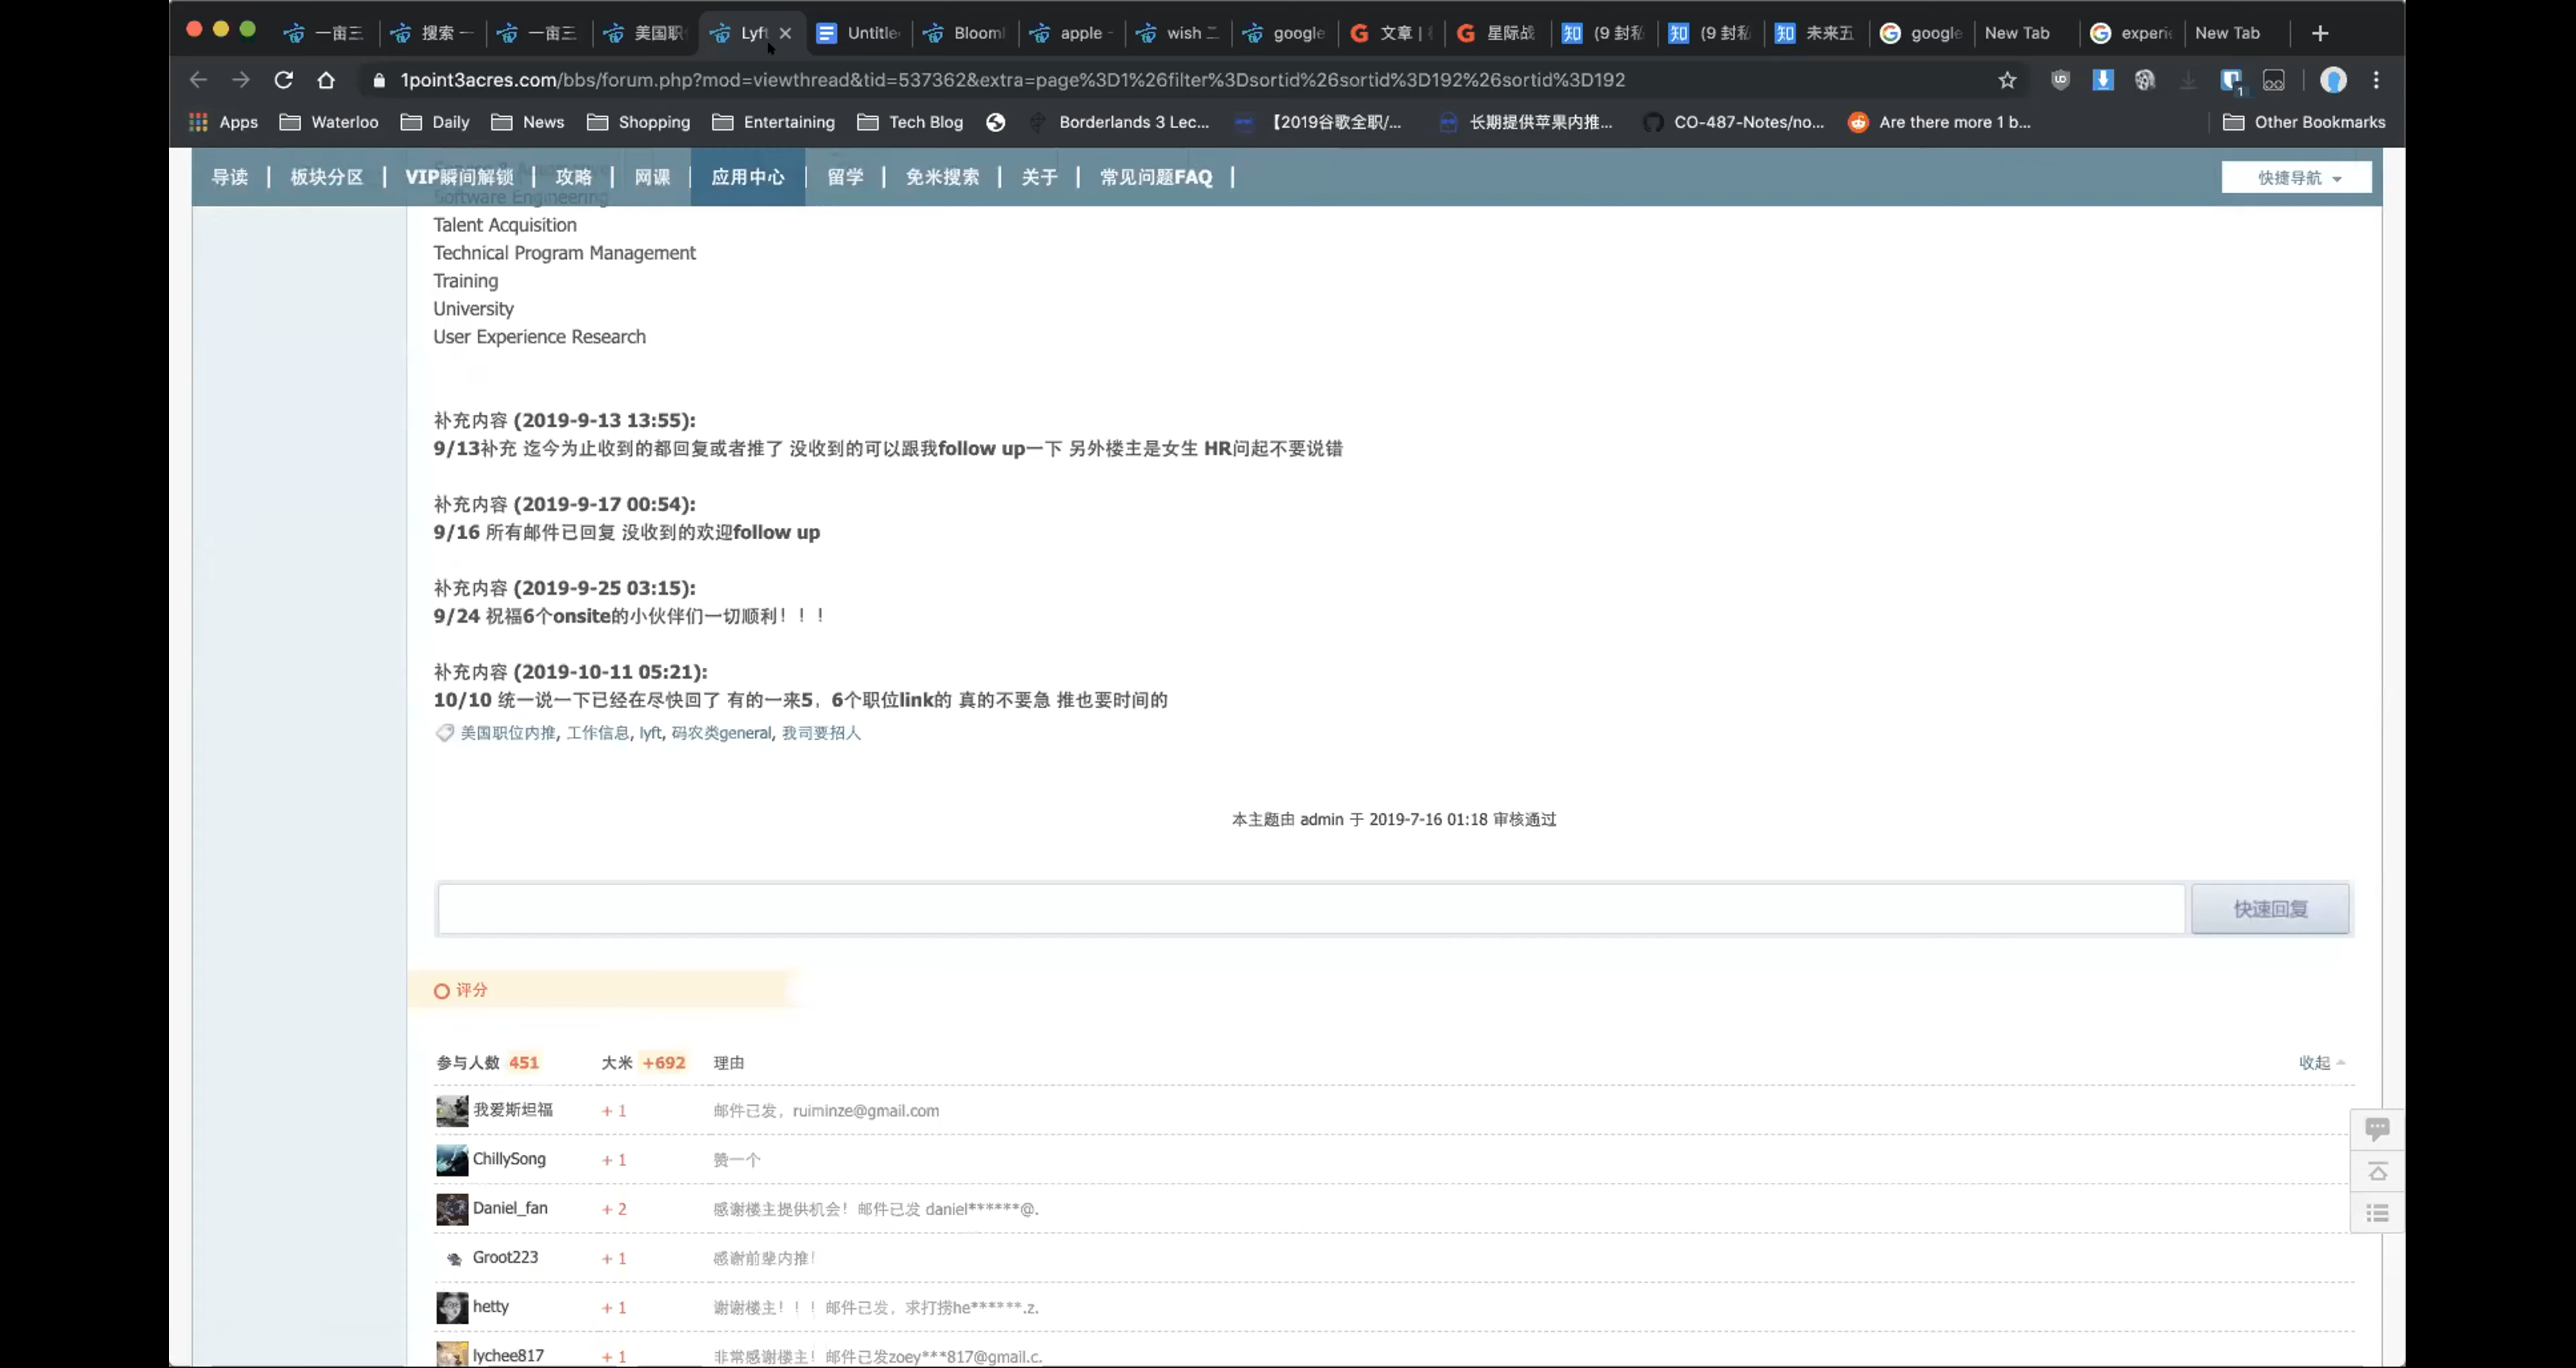 一亩三
搜索 一
一亩三
美国职
Lyf
Untitle
Bloom
apple -
wish 二
google
文章 |
星际战
(9 封私
(9 封私
未来五
google
New Tab
experi
New Tab
1point3acres.com/bbs/forum.php?mod=viewthread&tid=537362&extra=page%3D1%26filter%3Dsortid%26sortid%3D192%26sortid%3D192
Apps
Waterloo
Daily
News
Shopping
Entertaining
Tech Blog
Borderlands 3 Lec...
【2019谷歌全职/...
长期提供苹果内推...
CO-487-Notes/no...
Are there more 1 b...
Other Bookmarks
导读 | 板块分区 | VIP瞬间解锁 | 攻略 | 网课 | 应用中心 | 留学 | 免米搜索 | 关于 | 常见问题FAQ |
快捷导航
Software Engineering
Talent Acquisition
Technical Program Management
Training
University
User Experience Research
补充内容 (2019-9-13 13:55):
9/13补充 迄今为止收到的都回复或者推了 没收到的可以跟我follow up一下 另外楼主是女生 HR问起不要说错
补充内容 (2019-9-17 00:54):
9/16 所有邮件已回复 没收到的欢迎follow up
补充内容 (2019-9-25 03:15):
9/24 祝福6个onsite的小伙伴们一切顺利！！！
补充内容 (2019-10-11 05:21):
10/10 统一说一下已经在尽快回了 有的一来5，6个职位link的 真的不要急 推也要时间的
美国职位内推, 工作信息, lyft, 码农类general, 我司要招人
本主题由 admin 于 2019-7-16 01:18 审核通过
快速回复
评分
参与人数 451 大米 +692 理由 收起
我爱斯坦福 + 1 邮件已发，ruiminze@gmail.com
ChillySong + 1 赞一个
Daniel_fan + 2 感谢楼主提供机会！邮件已发 daniel******@.
Groot223 + 1 感谢前辈内推！
hetty + 1 谢谢楼主！！！邮件已发，求打捞he******.z.
lychee817 + 1 非常感谢楼主！邮件已发zoey***817@gmail.c.